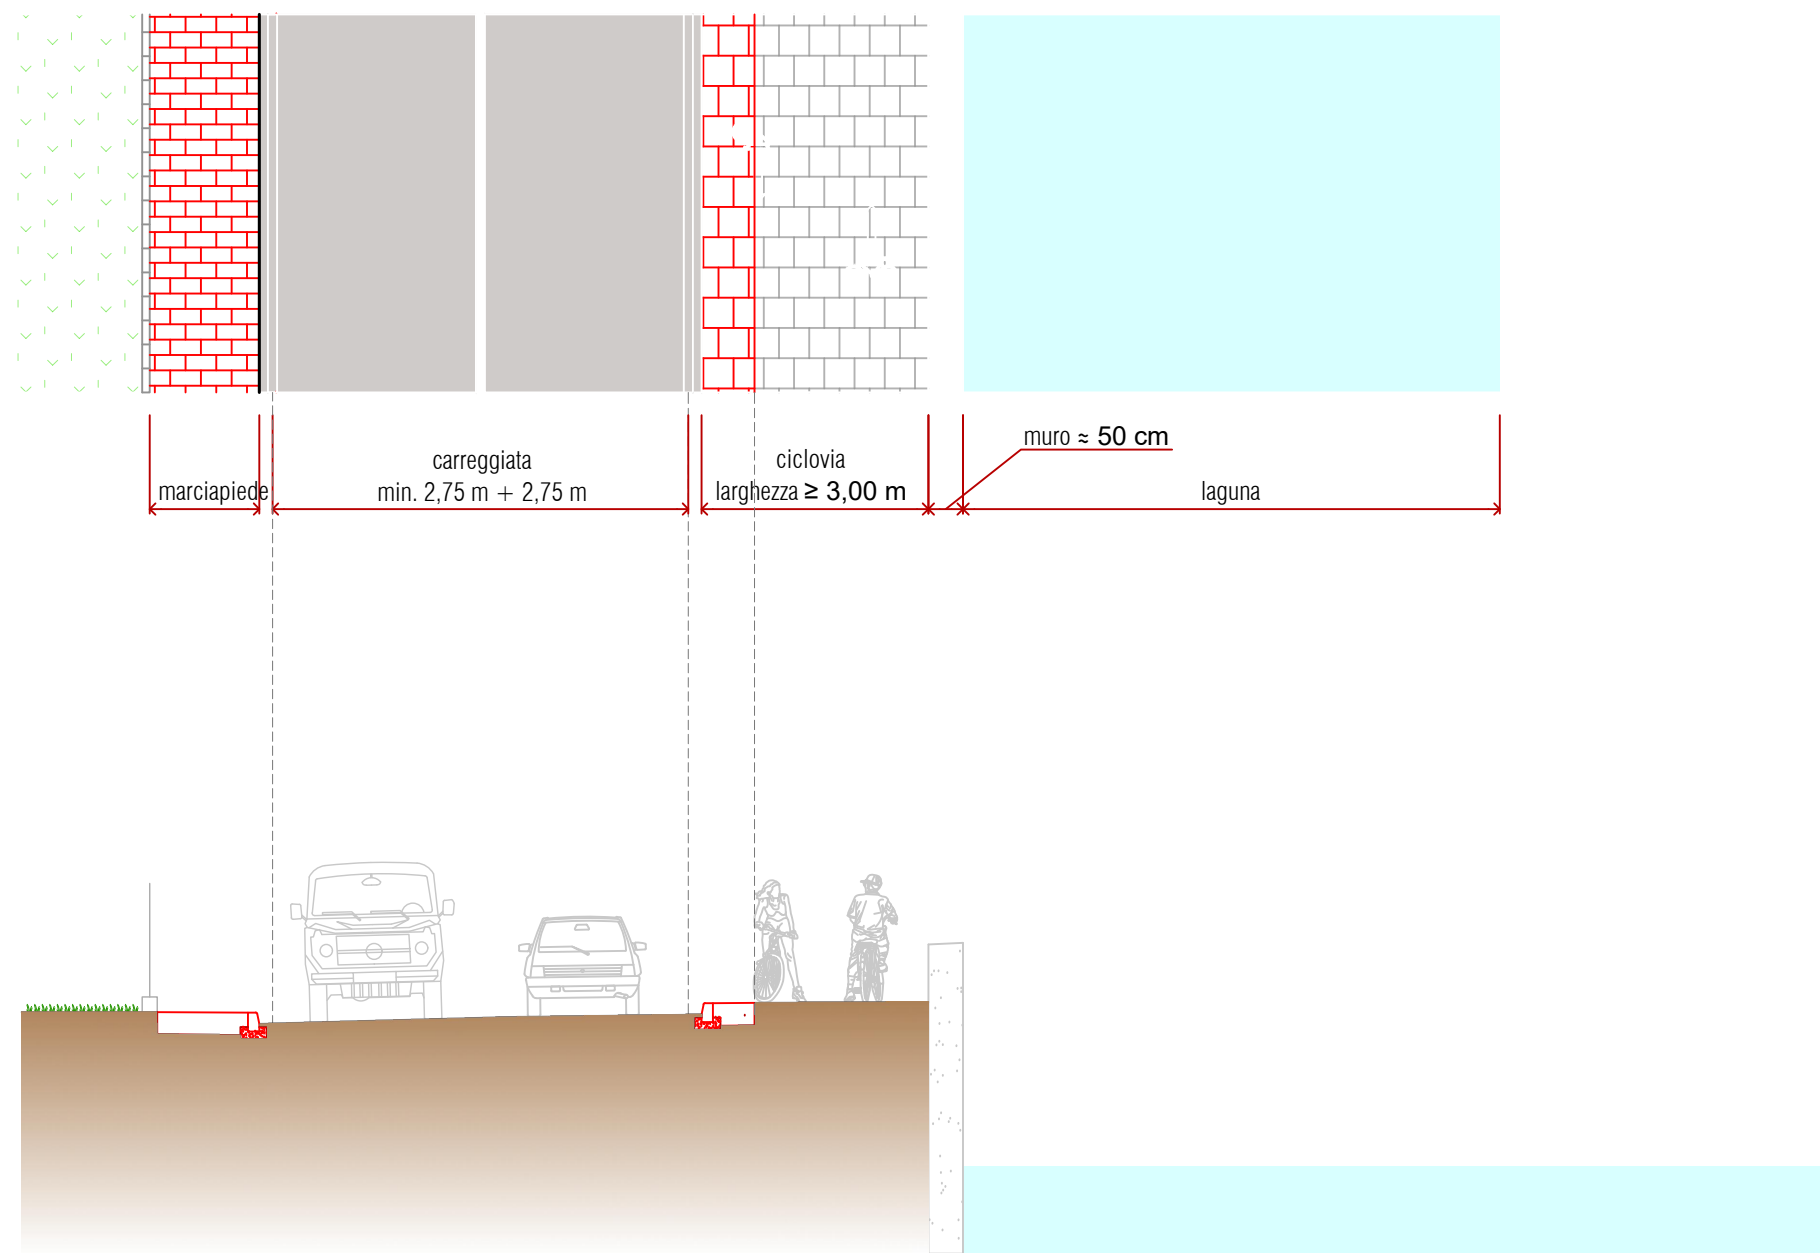 muro ≈ 50 cm
carreggiata
ciclovia
marciapiede
min. 2,75 m + 2,75 m
larghezza ≥ 3,00 m
laguna